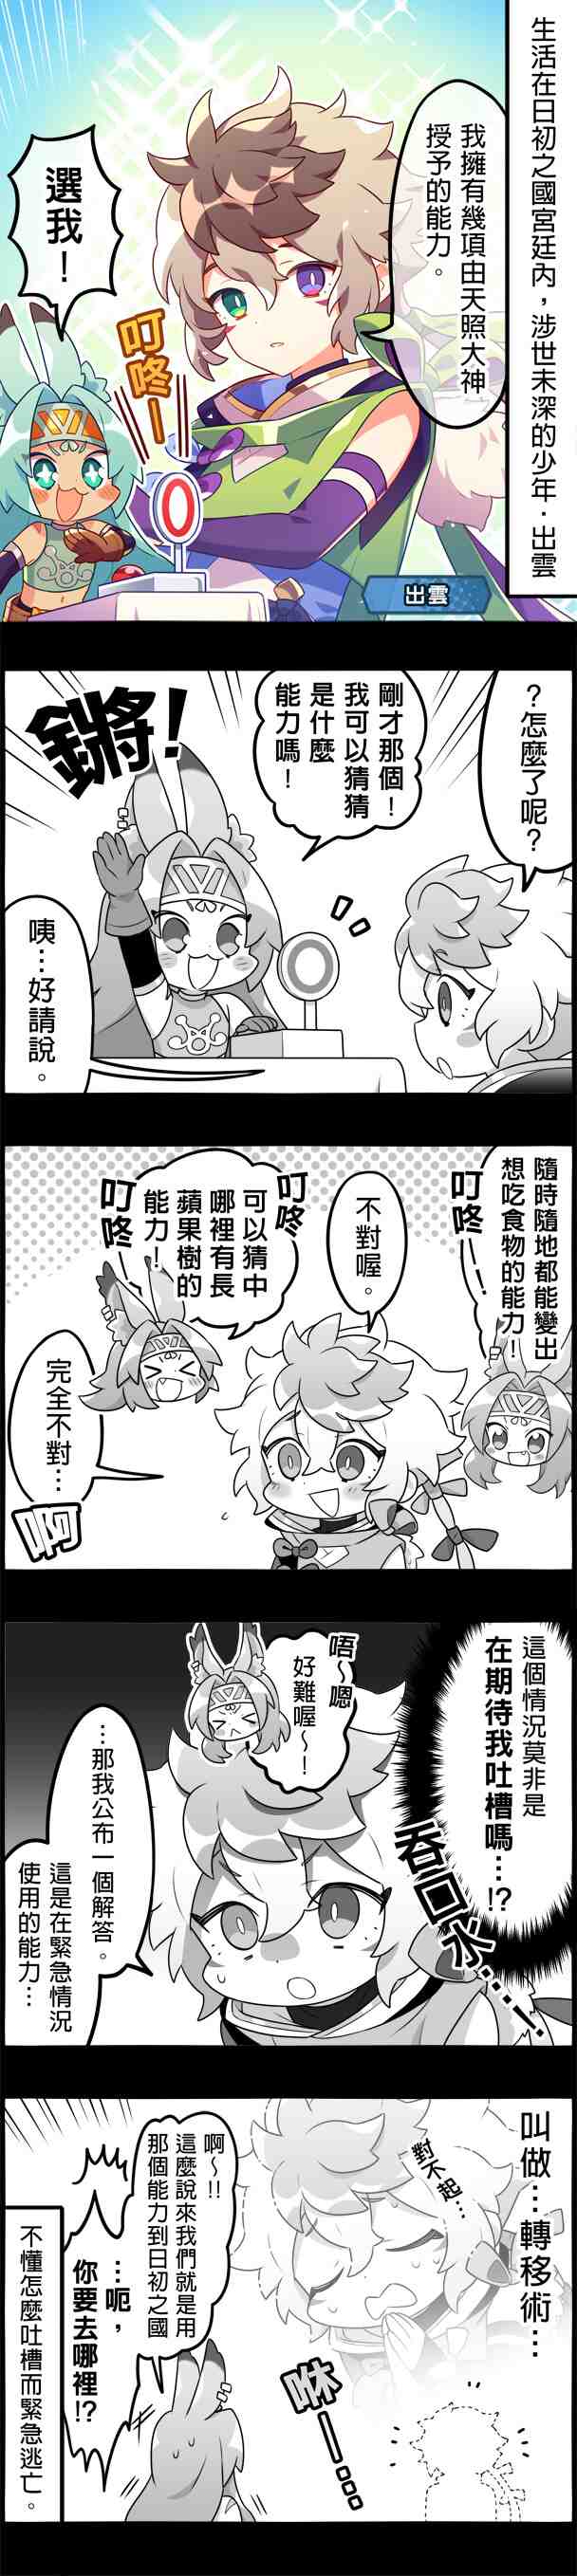 生活在日初之國宮廷內，涉世未深的少年．出雲
我擁有幾項由天照大神
授予的能力。
選我！
叮咚ー
出雲
？怎麼了呢？
剛才那個！
我可以猜猜
是什麼
能力嗎！
鏘！
咦…好請說。
隨時隨地都能變出
想吃食物的能力！
叮咚ー
不對喔。
叮咚
可以猜中
哪裡有長
蘋果樹的
能力！
叮咚ー
完全不對…
啊
這個情況莫非是
在期待我吐槽嗎…!?
吞口水…！
唔～嗯
好難喔～！
…那我公布一個解答。
這是在緊急情況
使用的能力…
叫做…轉移術…
對不起…
啊～!!
這麼說來我們就是用
那個能力到日初之國
…呃，
你要去哪裡!?
咻ー…
不懂怎麼吐槽而緊急逃亡。